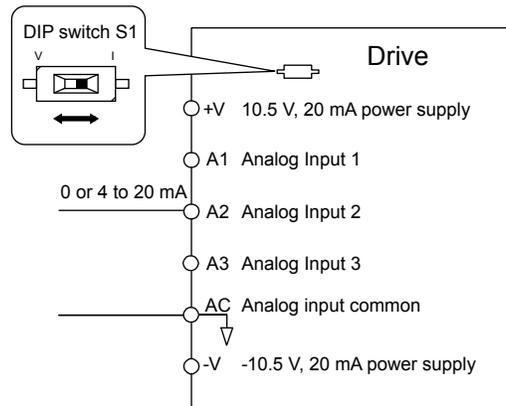 DIP switch S1
V I
Drive
+V 10.5 V, 20 mA power supply
A1 Analog Input 1
0 or 4 to 20 mA
A2 Analog Input 2
A3 Analog Input 3
AC Analog input common
-V -10.5 V, 20 mA power supply